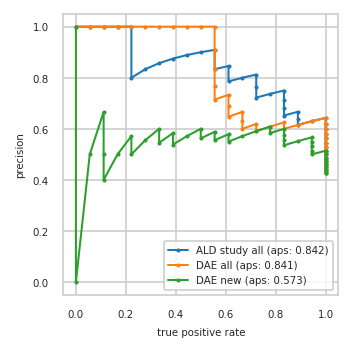 1.0
0.8
0.6
0.4
0.2
0.0
precision
0.0 0.2 0.4 0.6 0.8 1.0
true positive rate
ALD study all (aps: 0.842)
DAE all (aps: 0.841)
DAE new (aps: 0.573)